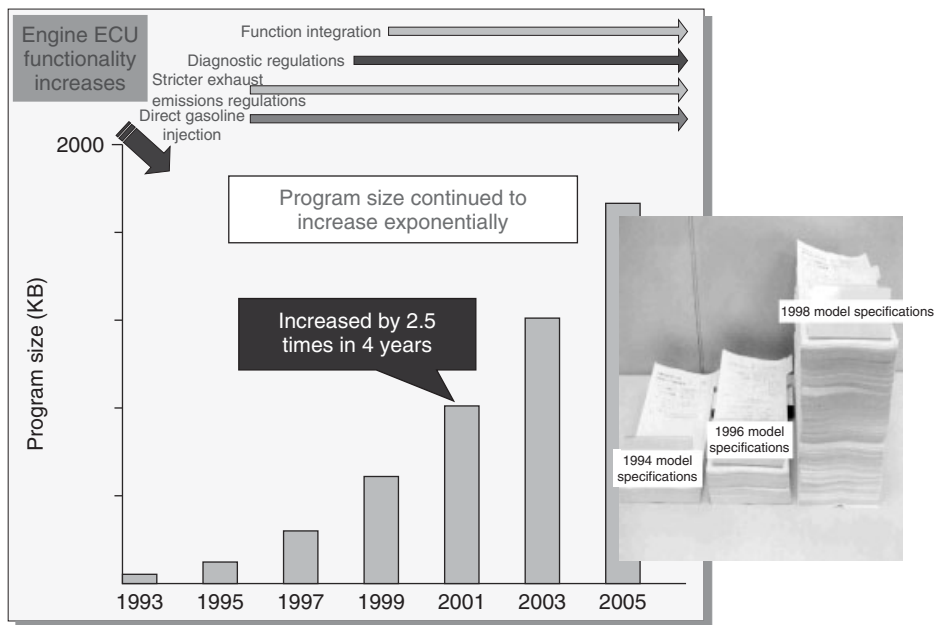 Engine ECU
functionality
increases
Function integration
Diagnostic regulations
Stricter exhaust
emissions regulations
Direct gasoline
injection
2000
Program size (KB)
Program size continued to
increase exponentially
Increased by 2.5
times in 4 years
1993
1995
1997
1999
2001
2003
2005
1994 model
specifications
1996 model
specifications
1998 model specifications